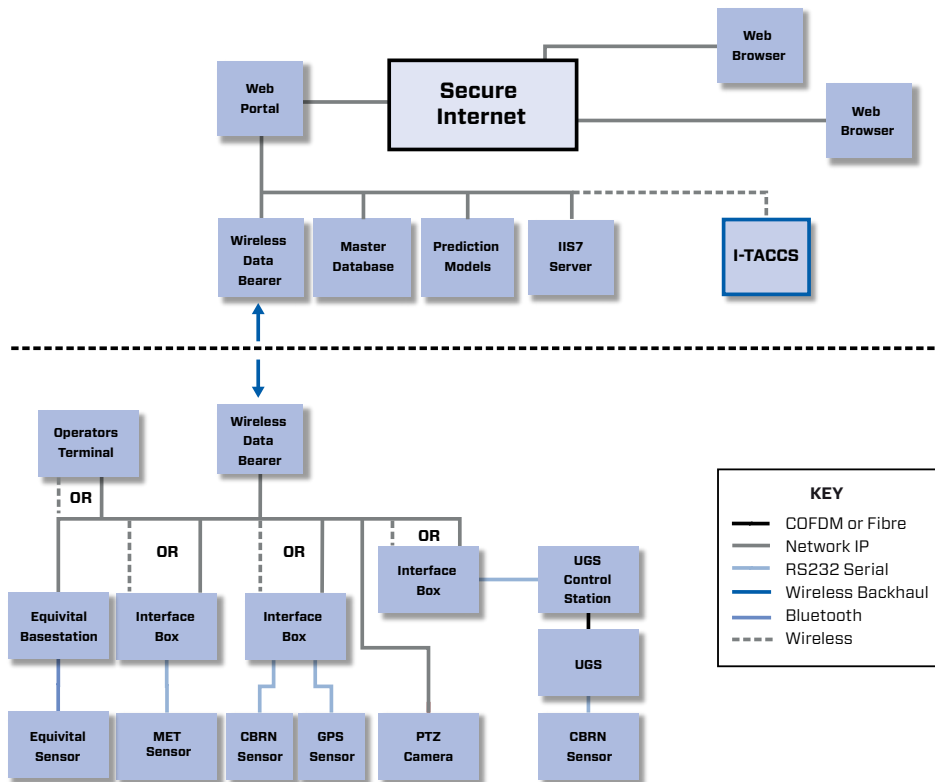 Web
Browser
Web
Portal
Secure
Internet
Web
Browser
Wireless
Data
Bearer
Master
Database
Prediction
Models
IIS7
Server
I-TACCS
Operators
Terminal
Wireless
Data
Bearer
OR
OR
OR
OR
Interface
Box
UGS
Control
Station
Equivital
Basestation
Interface
Box
Interface
Box
UGS
Equivital
Sensor
MET
Sensor
CBRN
Sensor
GPS
Sensor
PTZ
Camera
CBRN
Sensor
KEY
COFDM or Fibre
Network IP
RS232 Serial
Wireless Backhaul
Bluetooth
Wireless